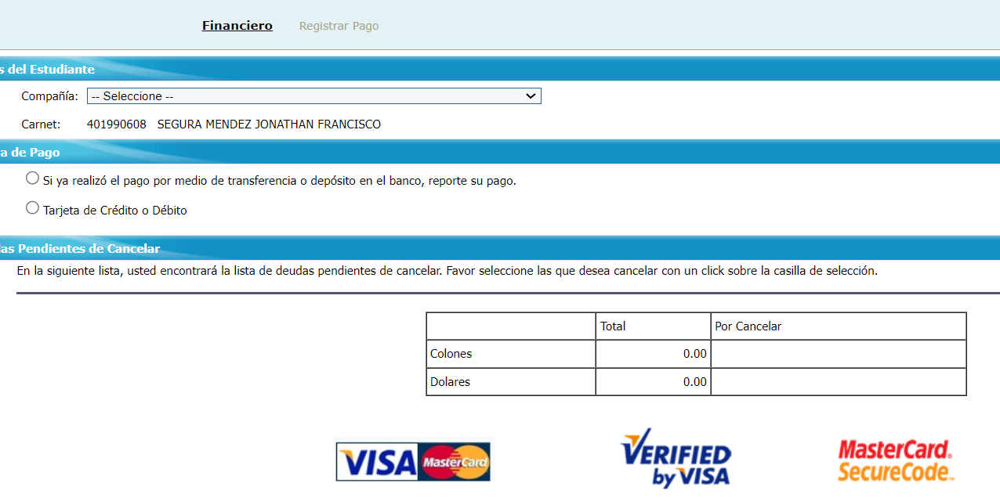 Financiero Registrar Pago
s del Estudiante
Compañía: -- Seleccione --
Carnet: 401990608 SEGURA MENDEZ JONATHAN FRANCISCO
a de Pago
Si ya realizó el pago por medio de transferencia o depósito en el banco, reporte su pago.
Tarjeta de Crédito o Débito
as Pendientes de Cancelar
En la siguiente lista, usted encontrará la lista de deudas pendientes de cancelar. Favor seleccione las que desea cancelar con un click sobre la casilla de selección.
Total Por Cancelar
Colones 0.00
Dolares 0.00
VISA MasterCard VERIFIED by VISA MasterCard. SecureCode™